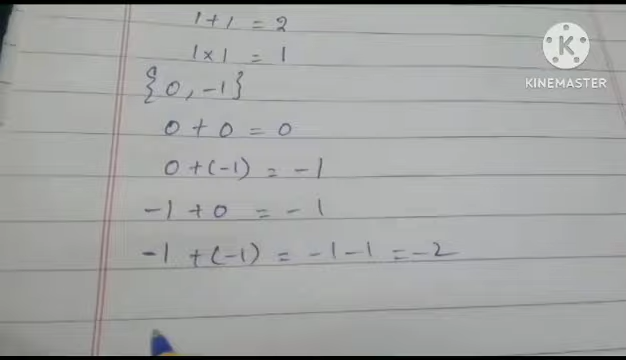 1 + 1 = 2
1 × 1 = 1
{0, -1}
0 + 0 = 0
0 + (-1) = -1
-1 + 0 = -1
-1 + (-1) = -1 - 1 = -2
K
KINEMASTER